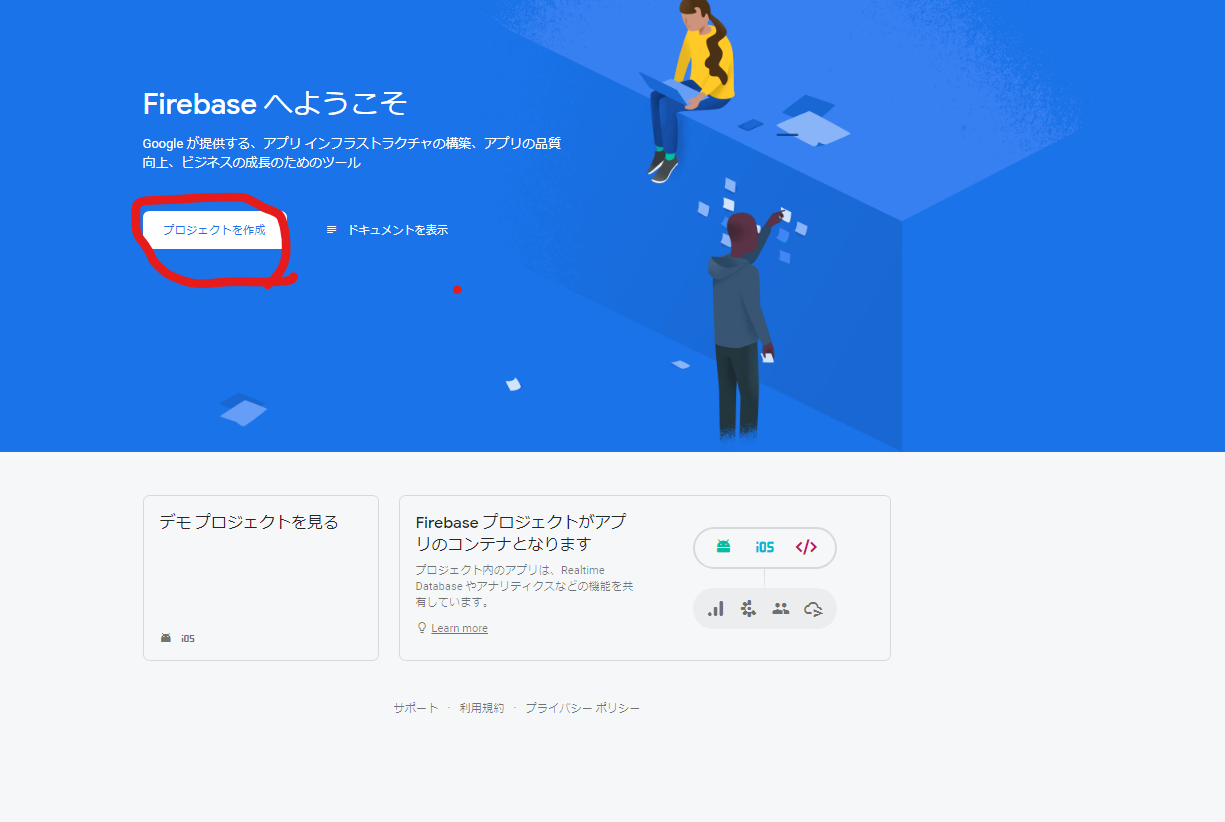 Firebase へようこそ
Google が提供する、アプリ インフラストラクチャの構築、アプリの品質
向上、ビジネスの成長のためのツール
プロジェクトを作成
ドキュメントを表示
デモ プロジェクトを見る
iOS
Firebase プロジェクトがアプ
リのコンテナとなります
プロジェクト内のアプリは、Realtime
Database やアナリティクスなどの機能を共
有しています。
Learn more
iOS </>
サポート · 利用規約 · プライバシー ポリシー